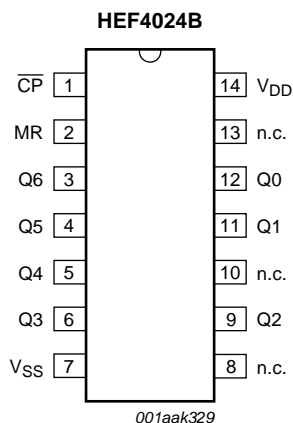 HEF4024B
C̅P̅ 1 14 VDD
MR 2 13 n.c.
Q6 3 12 Q0
Q5 4 11 Q1
Q4 5 10 n.c.
Q3 6 9 Q2
VSS 7 8 n.c.
001aak329